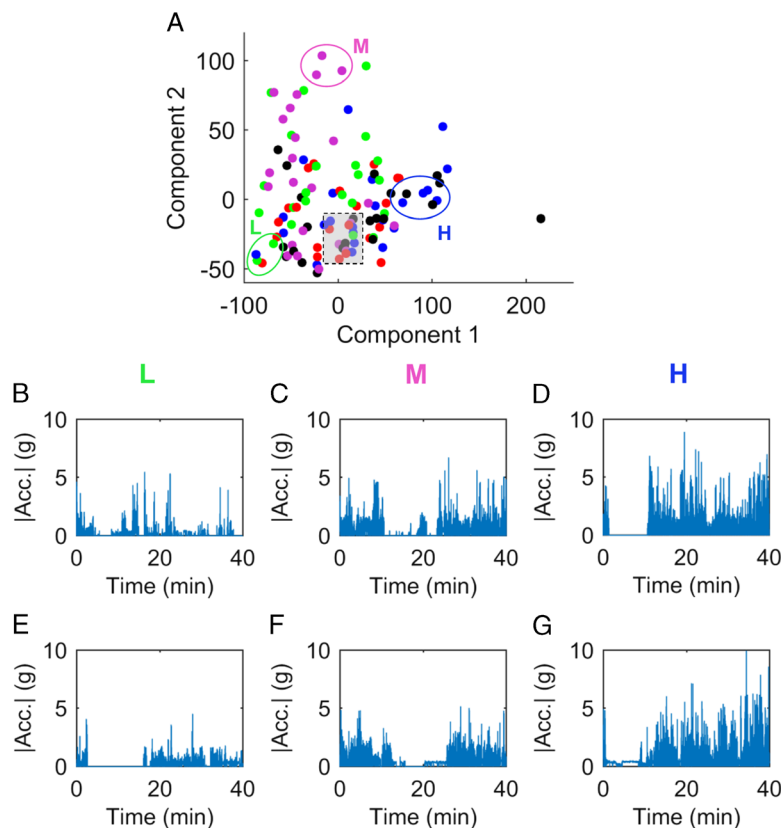 A
M
100
50
0
-50
Component 2
L
H
-100
0
100
200
Component 1
L
M
H
B
C
D
10
5
0
|Acc.| (g)
0
20
40
Time (min)
10
5
0
|Acc.| (g)
0
20
40
Time (min)
10
5
0
|Acc.| (g)
0
20
40
Time (min)
E
F
G
10
5
0
|Acc.| (g)
0
20
40
Time (min)
10
5
0
|Acc.| (g)
0
20
40
Time (min)
10
5
0
|Acc.| (g)
0
20
40
Time (min)